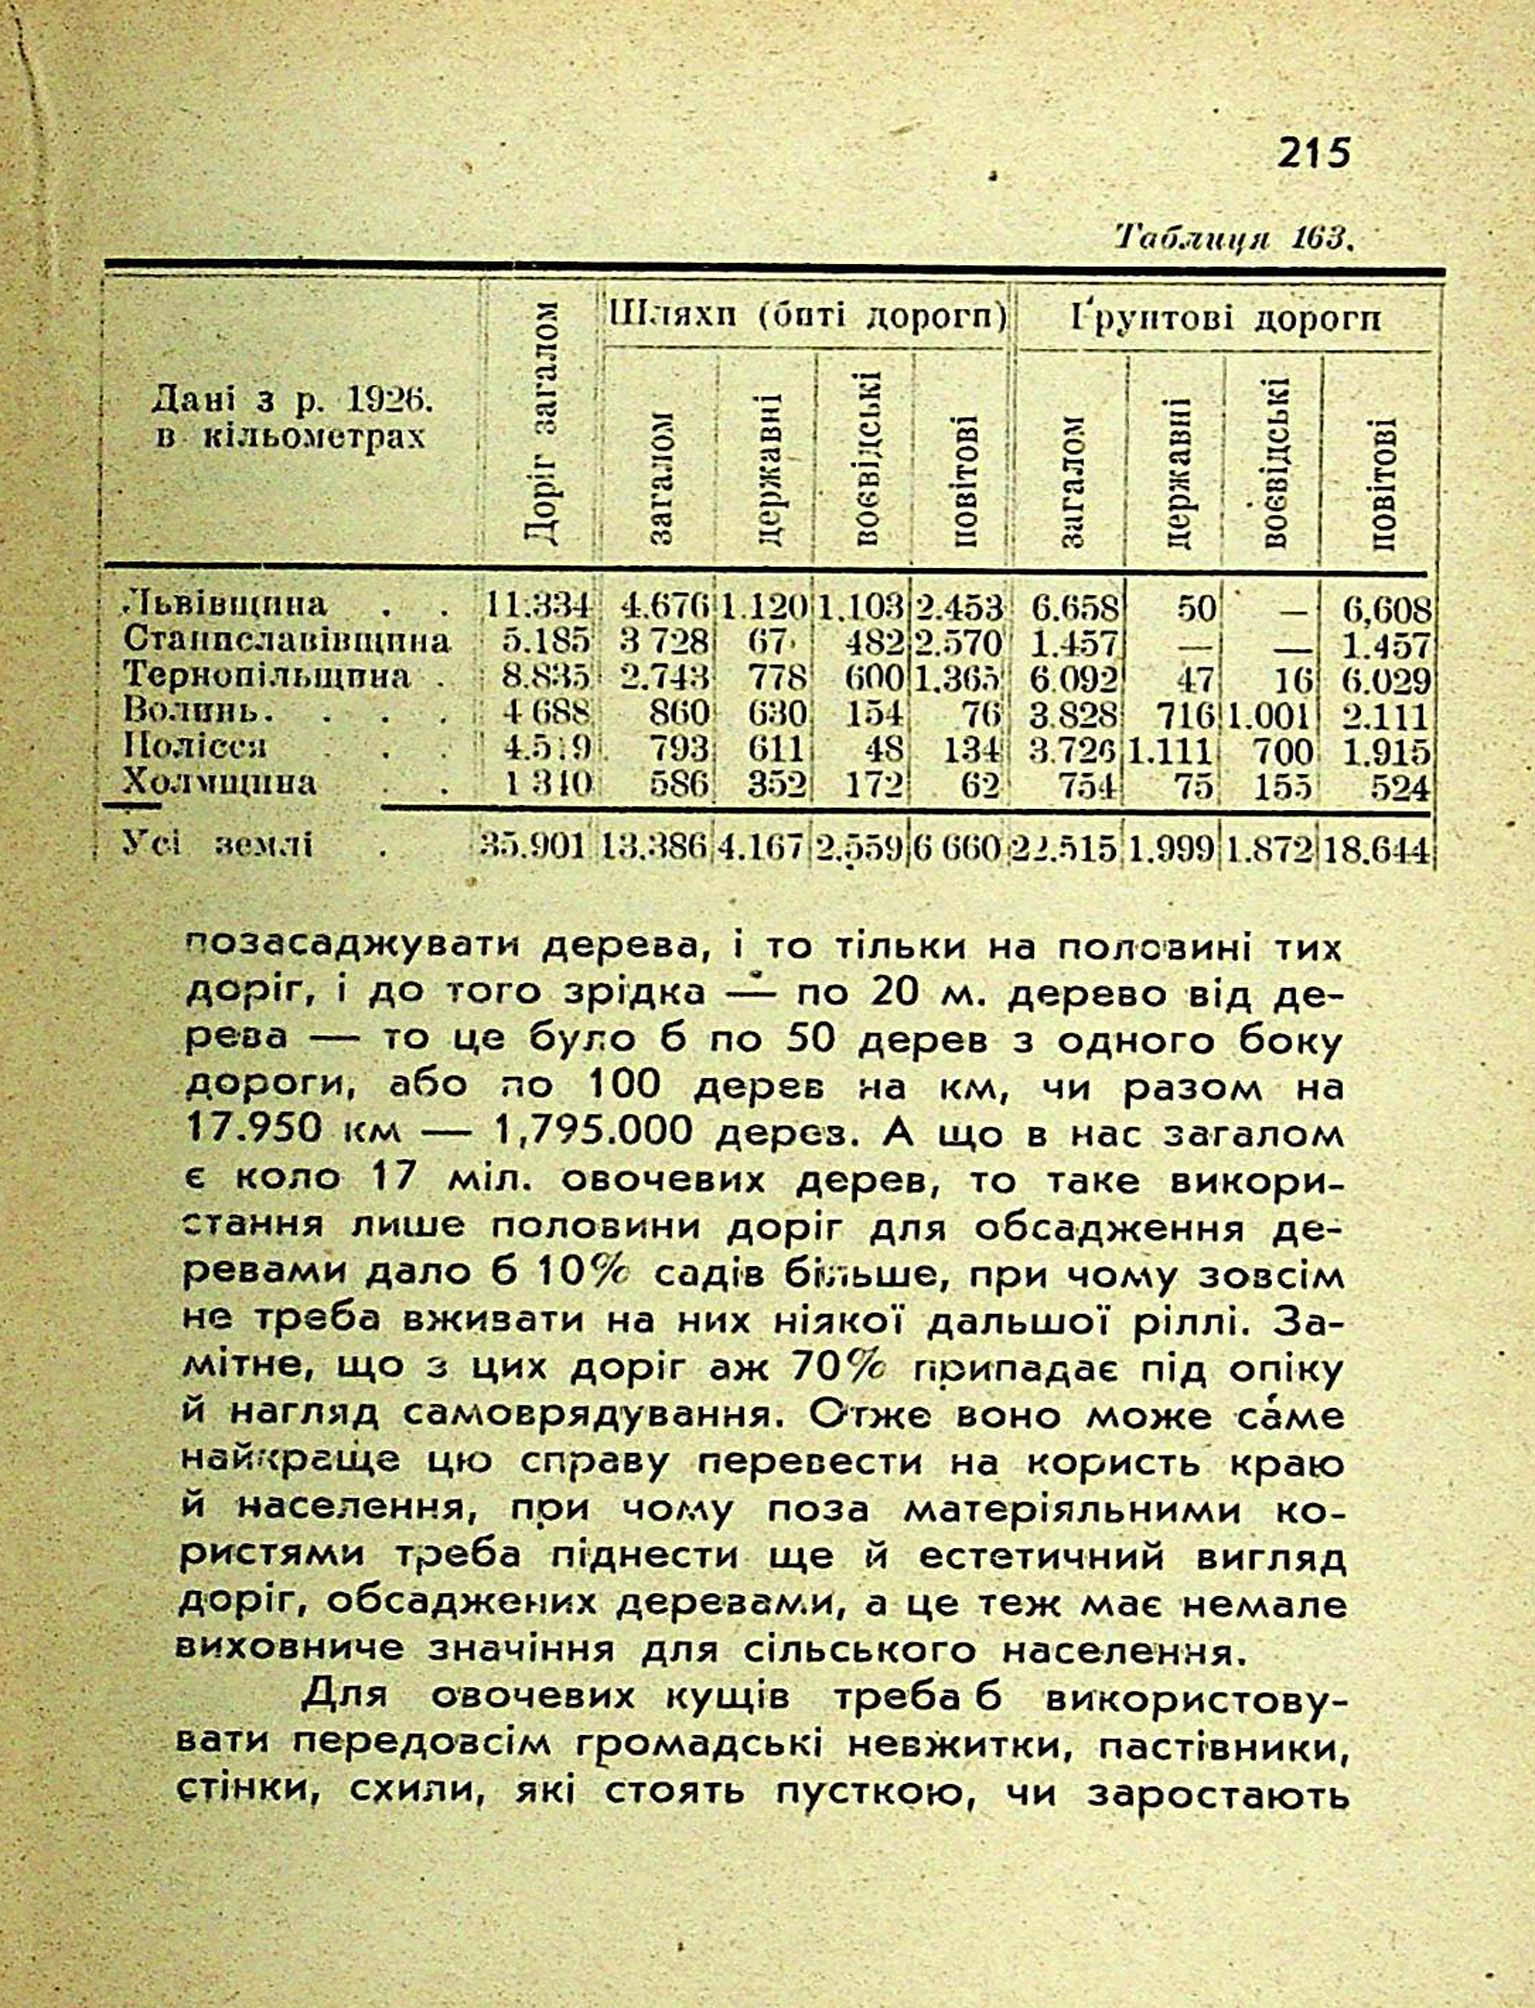 215
Таблиця 163.
Дані з р. 1926. в кільометрах | Доріг загалом | Шляхи (биті дороги) | Ґрунтові дороги
загалом | державні | воєвідські | повітові | загалом | державні | воєвідські | повітові
Львівщина . . 11.334 4.676 1.120 1.103 2.453 6.658 50 — 6,608
Станиславівщина 5.185 3 728 67 482 2.570 1.457 — — 1.457
Тернопільщина . 8.835 2.743 778 600 1.365 6.092 47 16 6.029
Волинь. . . . 4 688 860 630 154 76 3.828 716 1.001 2.111
Полісся . . 4.519 793 611 48 134 3.726 1.111 700 1.915
Холмщина . . 1 340 586 352 172 62 754 75 155 524
Усі землі . 35.901 13.386 4.167 2.559 6 660 22.515 1.999 1.872 18.644
позасаджувати дерева, і то тільки на половині тих
доріг, і до того зрідка — по 20 м. дерево від де-
рева — то це було б по 50 дерев з одного боку
дороги, або по 100 дерев на км, чи разом на
17.950 км — 1,795.000 дерев. А що в нас загалом
є коло 17 міл. овочевих дерев, то таке викори-
стання лише половини доріг для обсадження де-
ревами дало б 10% садів більше, при чому зовсім
не треба вживати на них ніякої дальшої ріллі. За-
мітне, що з цих доріг аж 70% припадає під опіку
й нагляд самоврядування. Отже воно може са́ме
найкраще цю справу перевести на користь краю
й населення, при чому поза матеріяльними ко-
ристями треба піднести ще й естетичний вигляд
доріг, обсаджених деревами, а це теж має немале
виховниче значіння для сільського населення.
Для овочевих кущів треба б використову-
вати передовсім громадські невжитки, пастівники,
стінки, схили, які стоять пусткою, чи заростають